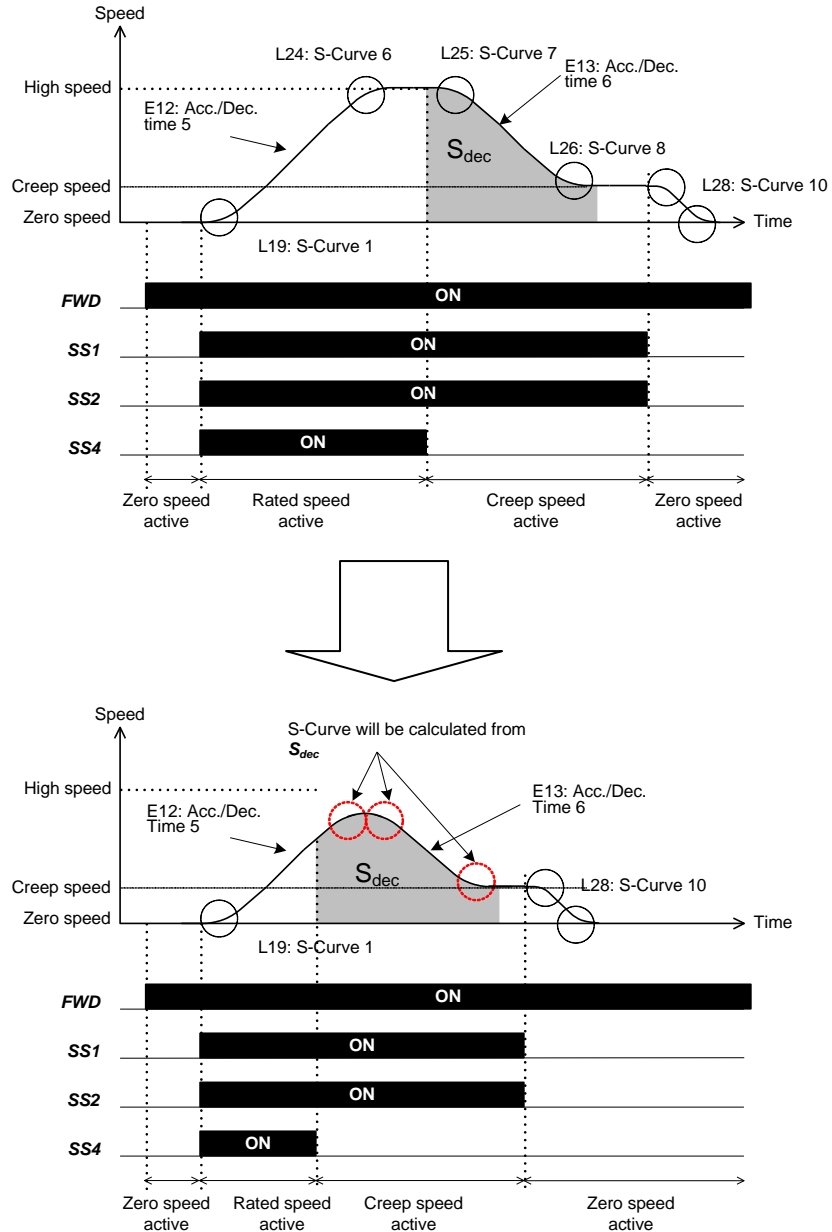 Speed
L24: S-Curve 6
L25: S-Curve 7
E13: Acc./Dec.
time 6
High speed
E12: Acc./Dec.
time 5
Sdec
L26: S-Curve 8
Creep speed
L28: S-Curve 10
Zero speed
Time
L19: S-Curve 1
FWD
ON
SS1
ON
SS2
ON
SS4
ON
Zero speed
active
Rated speed
active
Creep speed
active
Zero speed
active
Speed
S-Curve will be calculated from
Sdec
High speed
E12: Acc./Dec.
Time 5
E13: Acc./Dec.
Time 6
Sdec
Creep speed
L28: S-Curve 10
Zero speed
Time
L19: S-Curve 1
FWD
ON
SS1
ON
SS2
ON
SS4
ON
Zero speed
active
Rated speed
active
Creep speed
active
Zero speed
active